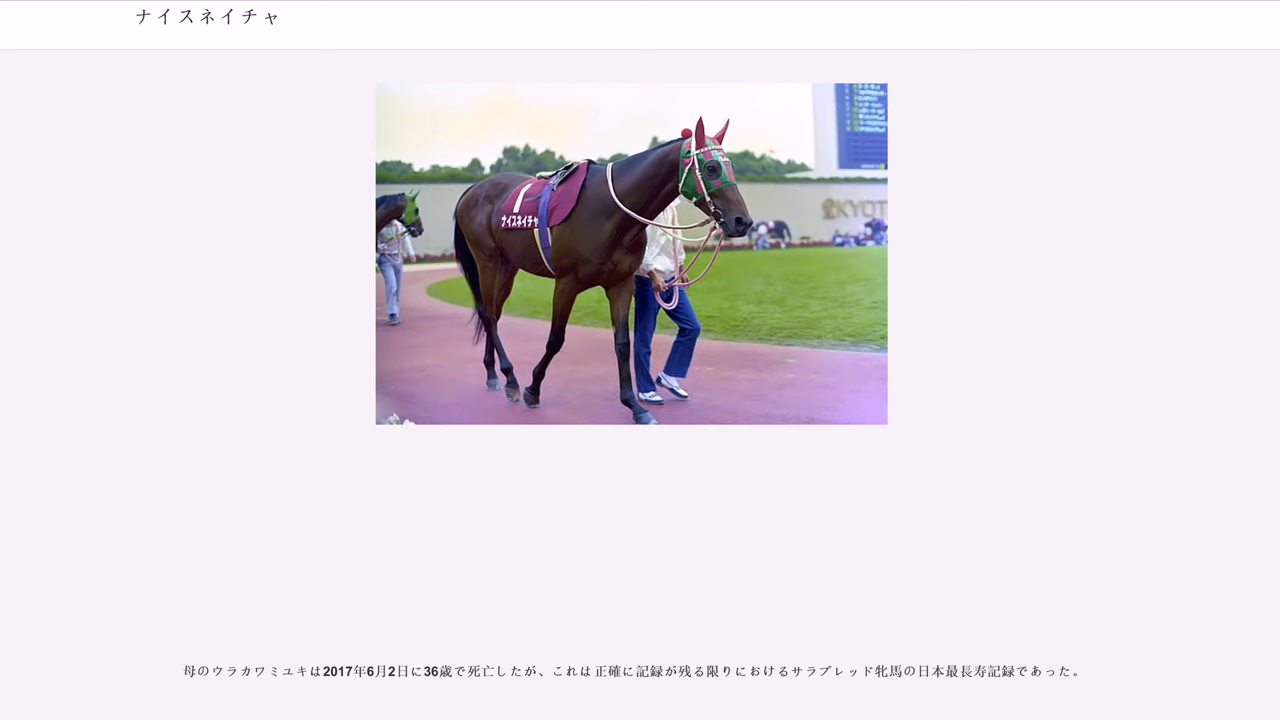 ナイスネイチャ
1
ナイスネイチャ
KYOT
母のウラカワミユキは2017年6月2日に36歳で死亡したが、これは正確に記録が残る限りにおけるサラブレッド牝馬の日本最長寿記録であった。